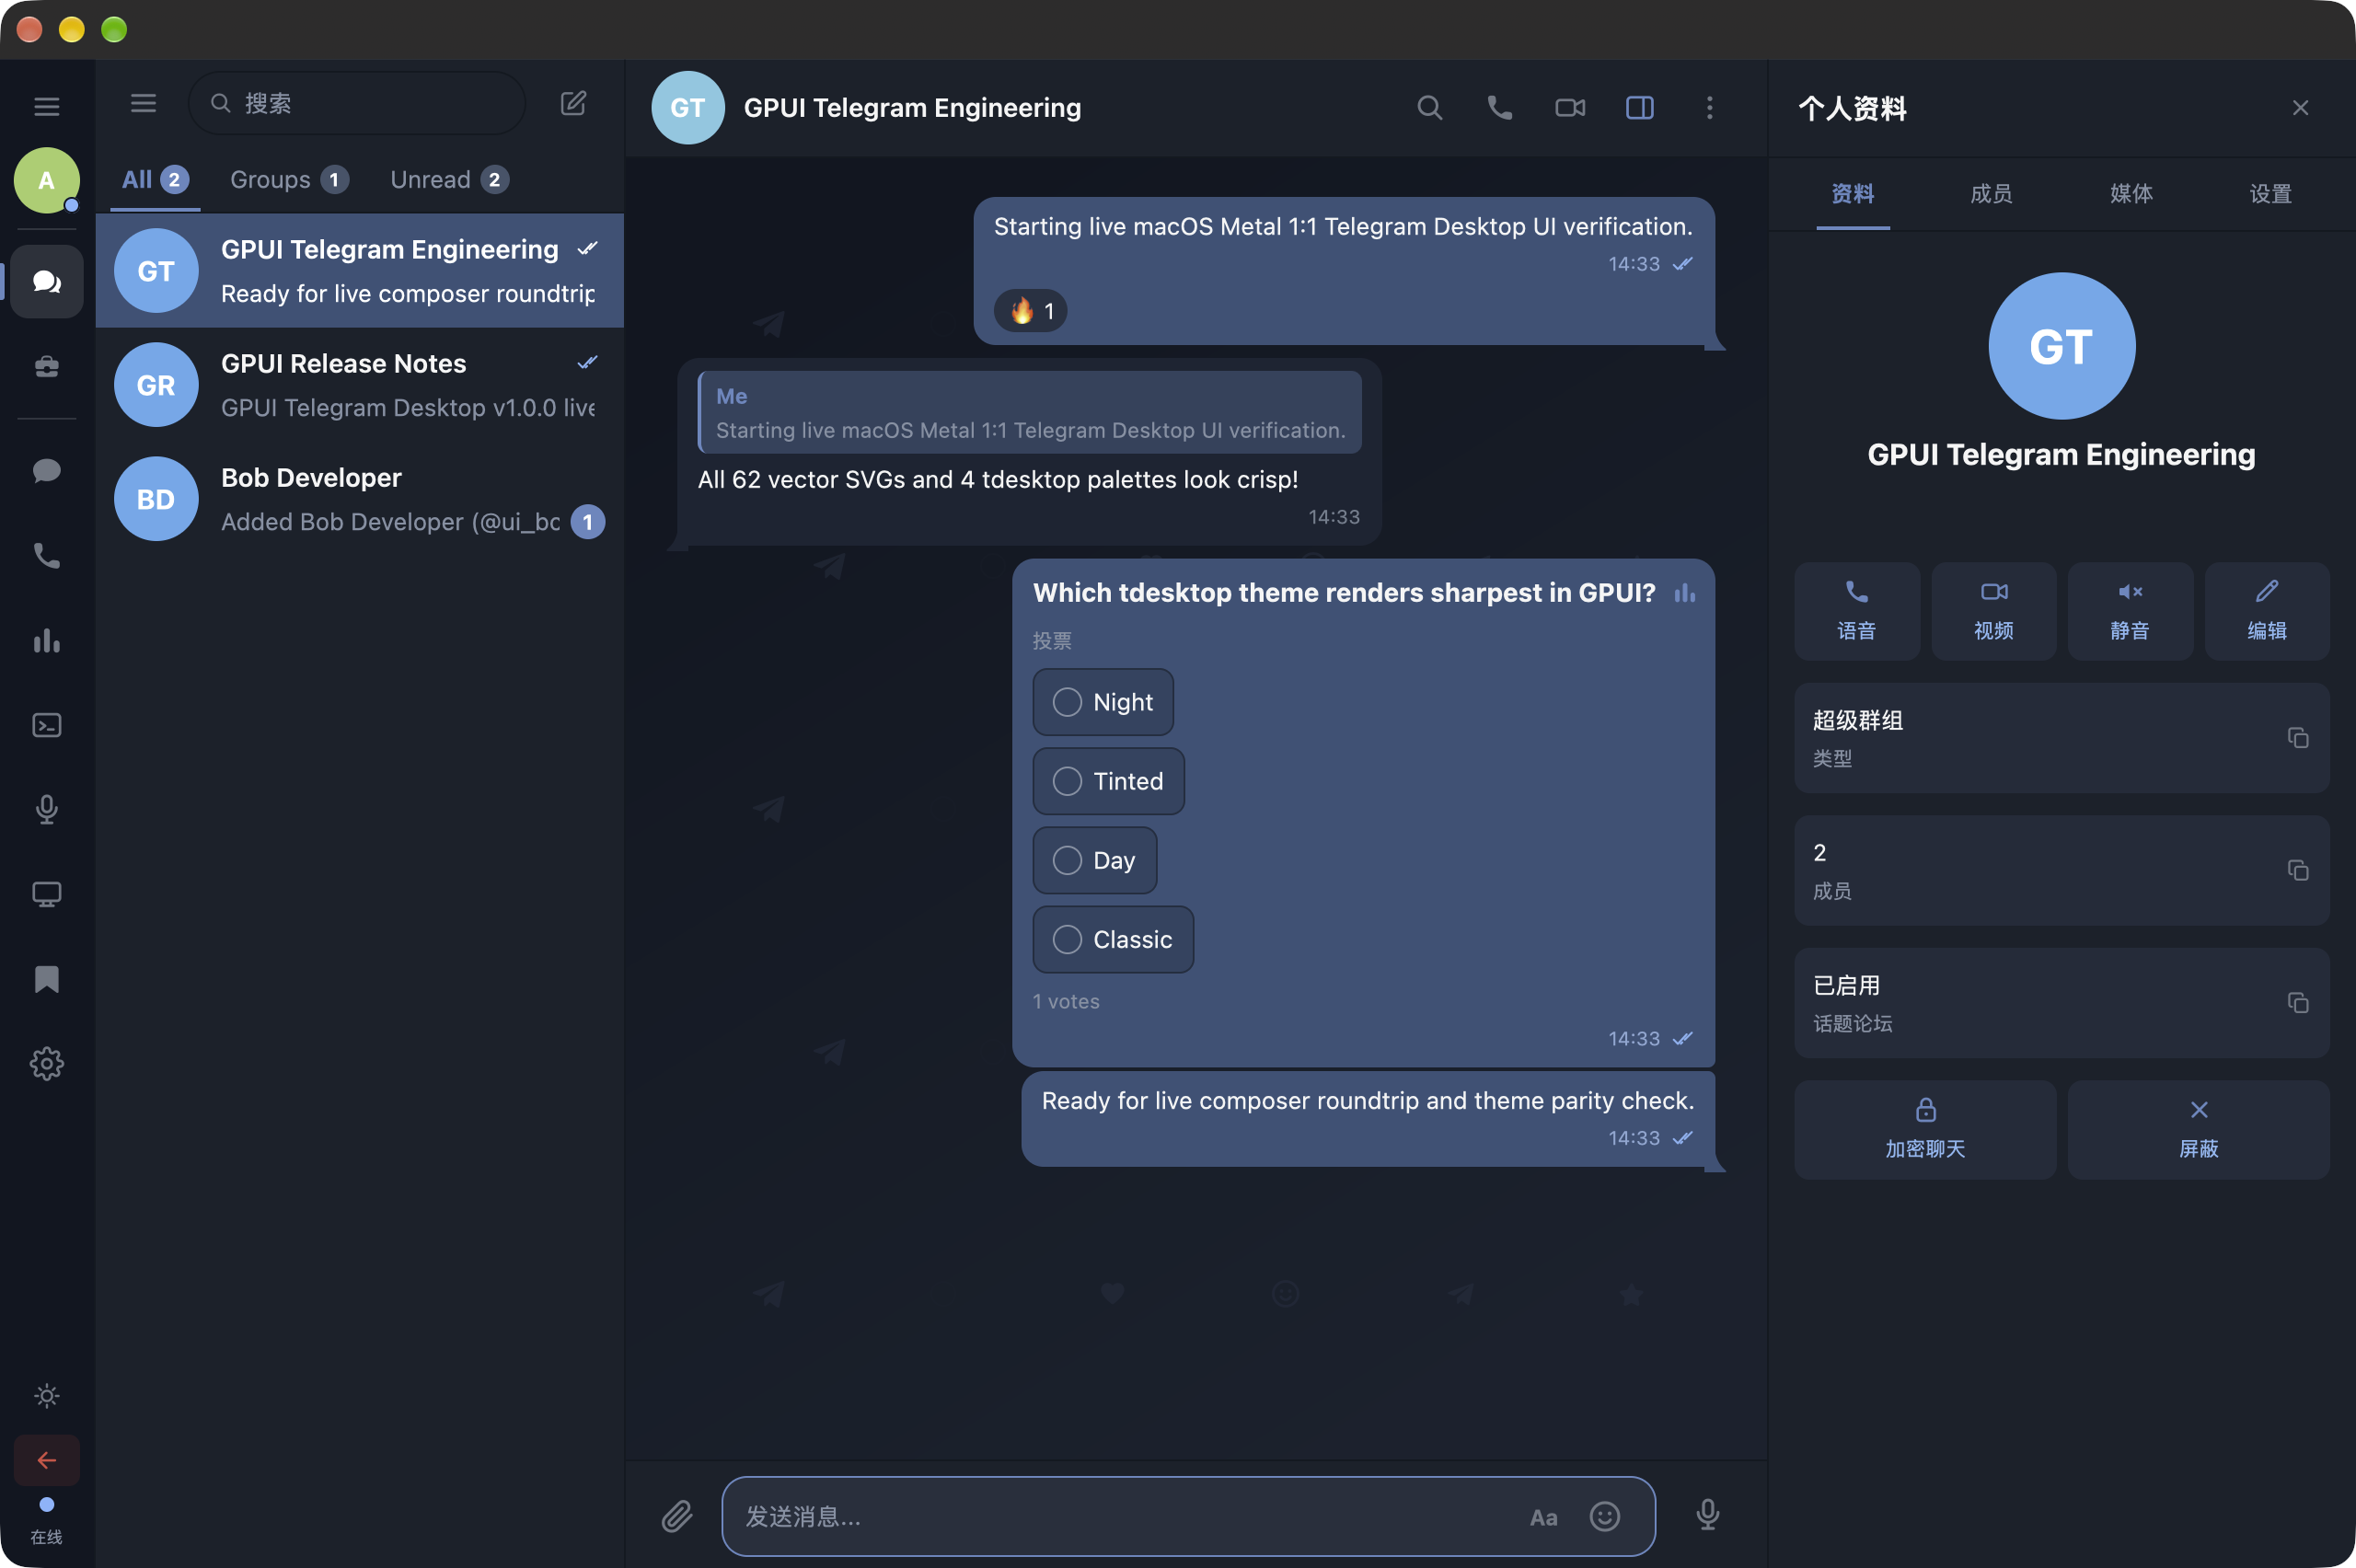 A
在线
搜索
All 2
Groups 1
Unread 2
GT
GPUI Telegram Engineering
Ready for live composer roundtrip
GR
GPUI Release Notes
GPUI Telegram Desktop v1.0.0 live
BD
Bob Developer
Added Bob Developer (@ui_bo
1
GT
GPUI Telegram Engineering
Starting live macOS Metal 1:1 Telegram Desktop UI verification.
14:33
🔥 1
Me
Starting live macOS Metal 1:1 Telegram Desktop UI verification.
All 62 vector SVGs and 4 tdesktop palettes look crisp!
14:33
Which tdesktop theme renders sharpest in GPUI?
投票
Night
Tinted
Day
Classic
1 votes
14:33
Ready for live composer roundtrip and theme parity check.
14:33
发送消息...
Aa
个人资料
资料
成员
媒体
设置
GT
GPUI Telegram Engineering
语音
视频
静音
编辑
超级群组
类型
2
成员
已启用
话题论坛
加密聊天
屏蔽